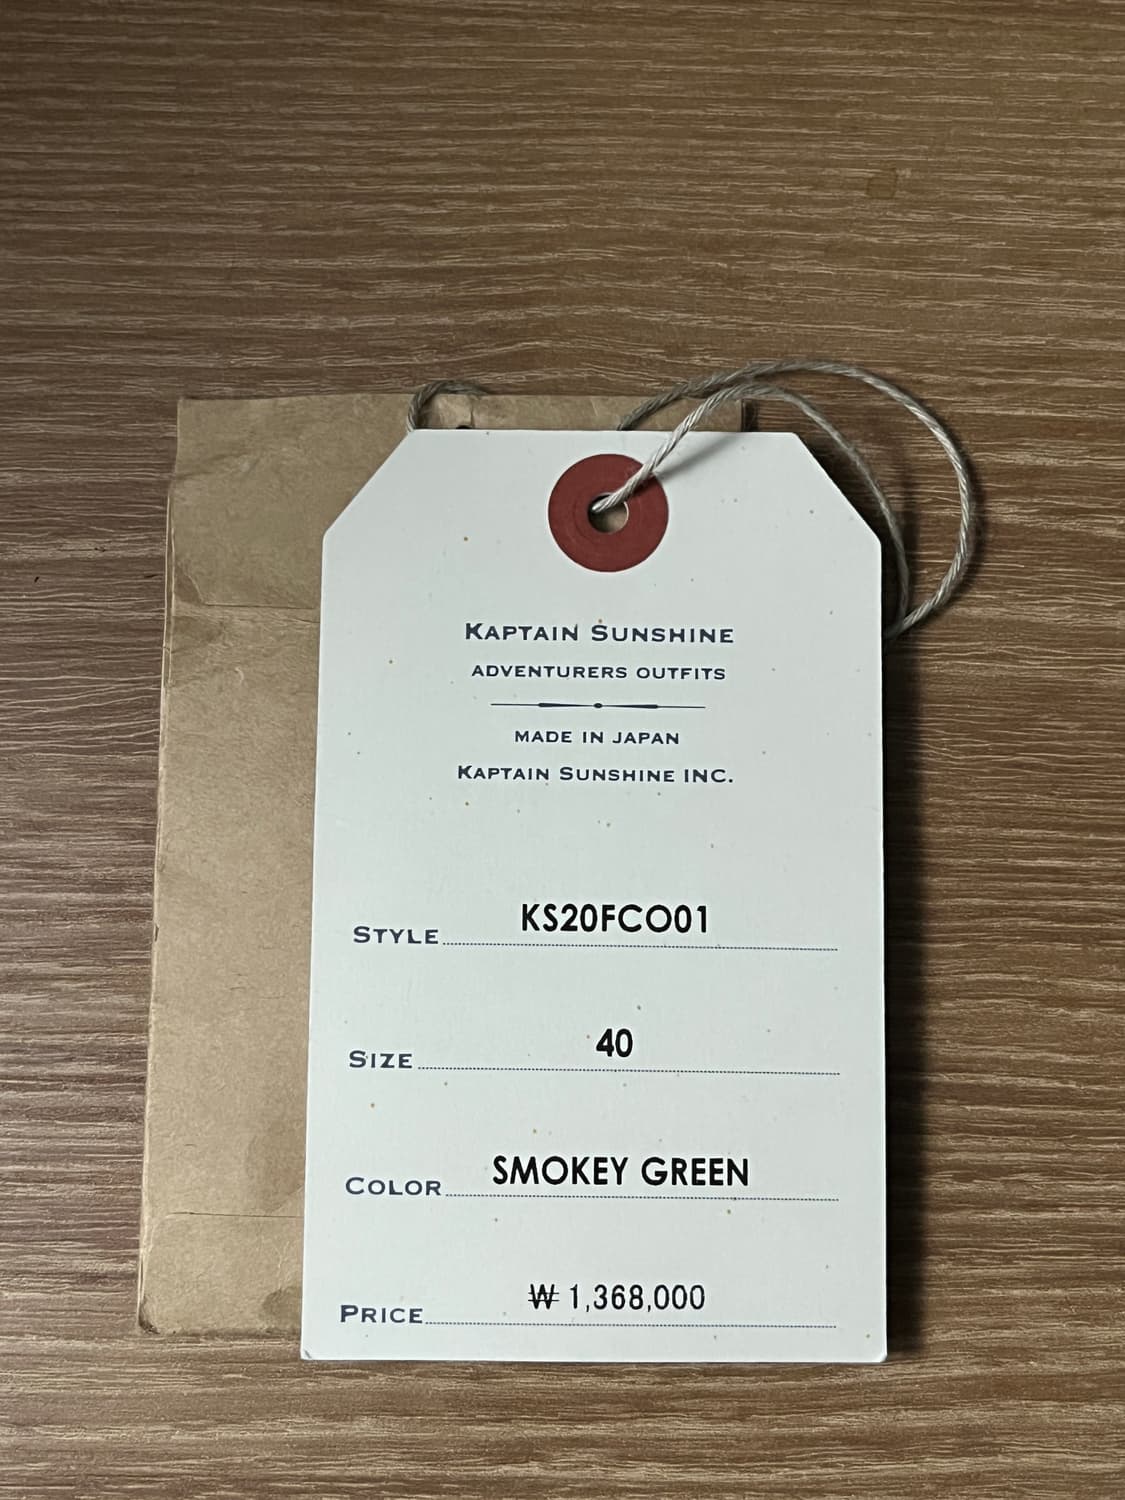 KAPTAIN SUNSHINE
ADVENTURERS OUTFITS
MADE IN JAPAN
KAPTAIN SUNSHINE INC.
STYLE KS20FCO01
SIZE 40
COLOR SMOKEY GREEN
PRICE ₩ 1,368,000